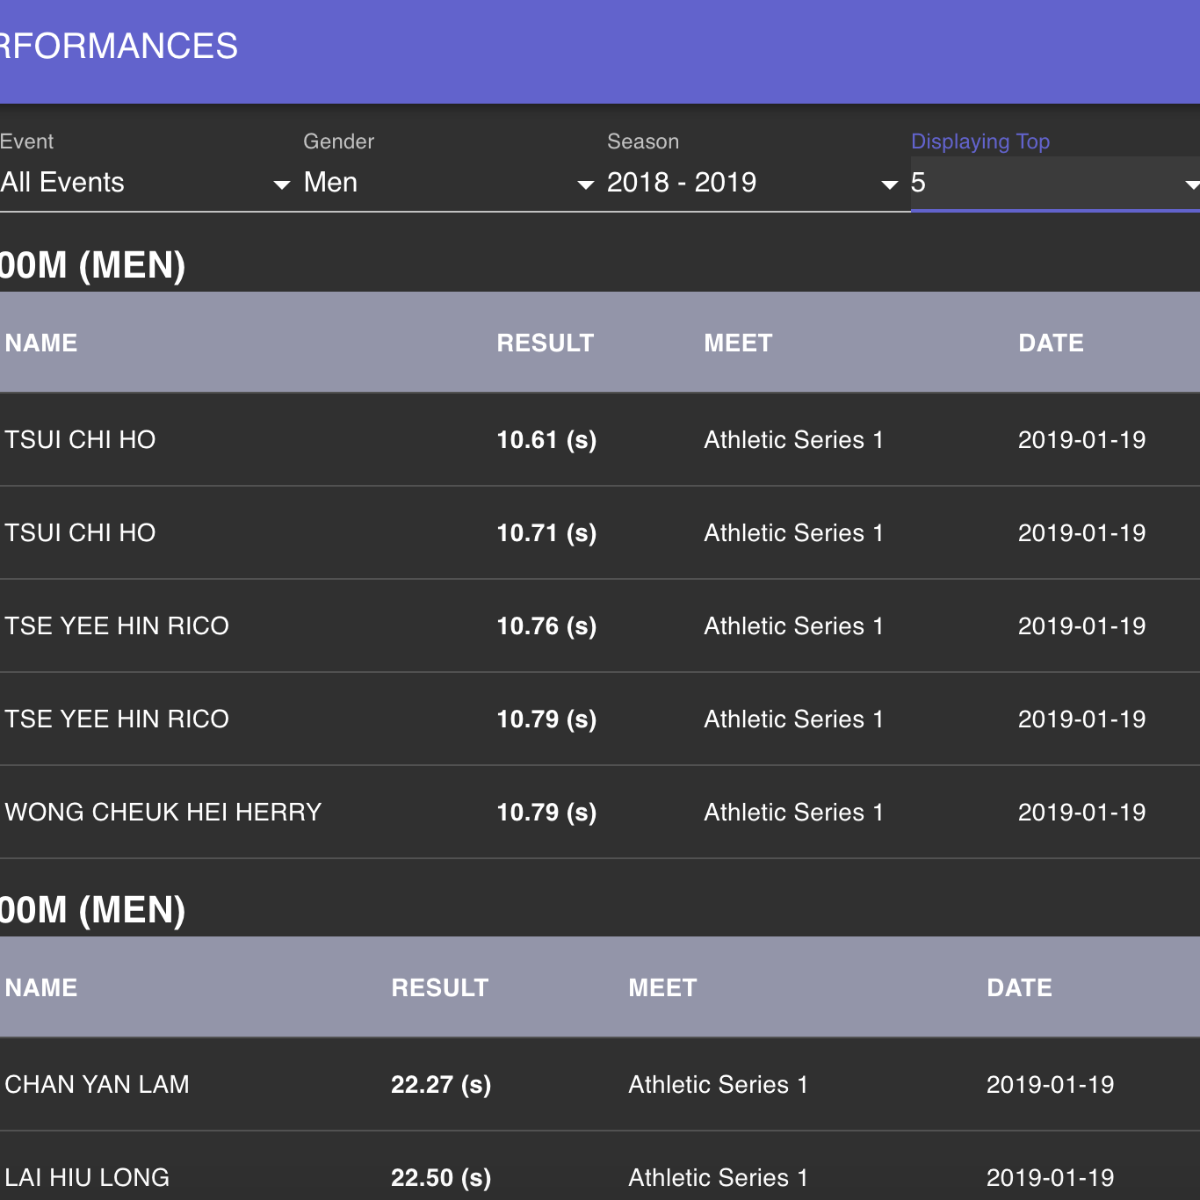 RFORMANCES
Event Gender Season Displaying Top
All Events Men 2018 - 2019 5
00M (MEN)
NAME RESULT MEET DATE
TSUI CHI HO 10.61 (s) Athletic Series 1 2019-01-19
TSUI CHI HO 10.71 (s) Athletic Series 1 2019-01-19
TSE YEE HIN RICO 10.76 (s) Athletic Series 1 2019-01-19
TSE YEE HIN RICO 10.79 (s) Athletic Series 1 2019-01-19
WONG CHEUK HEI HERRY 10.79 (s) Athletic Series 1 2019-01-19
00M (MEN)
NAME RESULT MEET DATE
CHAN YAN LAM 22.27 (s) Athletic Series 1 2019-01-19
LAI HIU LONG 22.50 (s) Athletic Series 1 2019-01-19